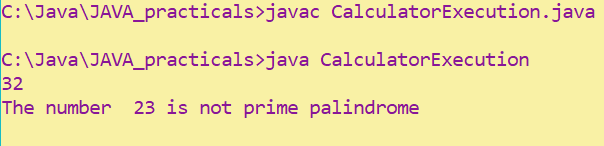 C:\Java\JAVA_practicals>javac CalculatorExecution.java
C:\Java\JAVA_practicals>java CalculatorExecution
32
The number  23 is not prime palindrome